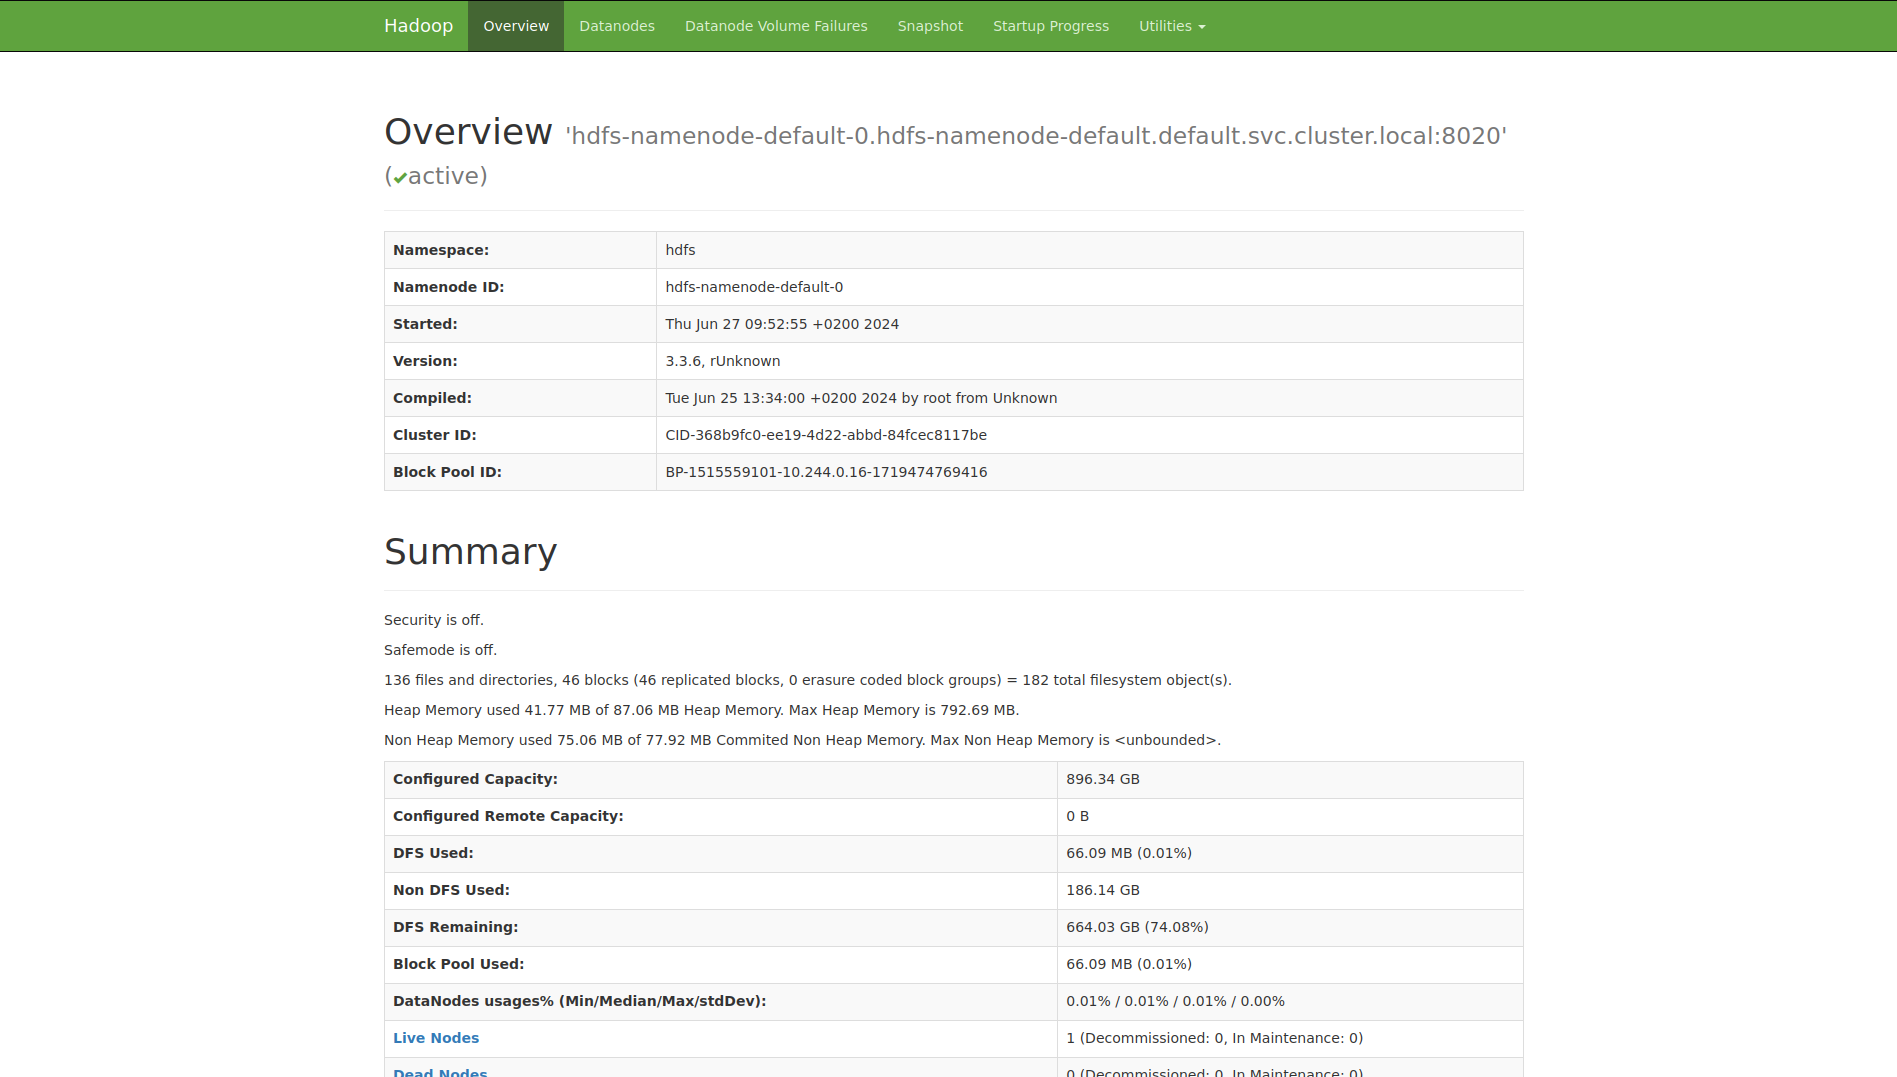 Hadoop Overview Datanodes Datanode Volume Failures Snapshot Startup Progress Utilities
Overview 'hdfs-namenode-default-0.hdfs-namenode-default.default.svc.cluster.local:8020'
(✔active)
Namespace: hdfs
Namenode ID: hdfs-namenode-default-0
Started: Thu Jun 27 09:52:55 +0200 2024
Version: 3.3.6, rUnknown
Compiled: Tue Jun 25 13:34:00 +0200 2024 by root from Unknown
Cluster ID: CID-368b9fc0-ee19-4d22-abbd-84fcec8117be
Block Pool ID: BP-1515559101-10.244.0.16-1719474769416
Summary
Security is off.
Safemode is off.
136 files and directories, 46 blocks (46 replicated blocks, 0 erasure coded block groups) = 182 total filesystem object(s).
Heap Memory used 41.77 MB of 87.06 MB Heap Memory. Max Heap Memory is 792.69 MB.
Non Heap Memory used 75.06 MB of 77.92 MB Commited Non Heap Memory. Max Non Heap Memory is <unbounded>.
Configured Capacity: 896.34 GB
Configured Remote Capacity: 0 B
DFS Used: 66.09 MB (0.01%)
Non DFS Used: 186.14 GB
DFS Remaining: 664.03 GB (74.08%)
Block Pool Used: 66.09 MB (0.01%)
DataNodes usages% (Min/Median/Max/stdDev): 0.01% / 0.01% / 0.01% / 0.00%
Live Nodes 1 (Decommissioned: 0, In Maintenance: 0)
Dead Nodes 0 (Decommissioned: 0, In Maintenance: 0)